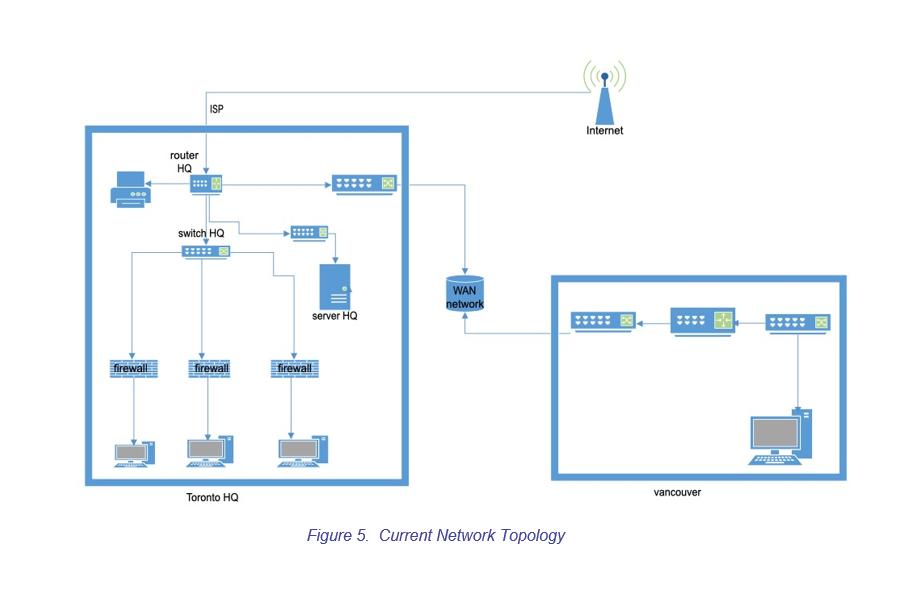 Internet
ISP
router
HQ
switch HQ
server HQ
WAN
network
firewall
firewall
firewall
Toronto HQ
vancouver
Figure 5.  Current Network Topology